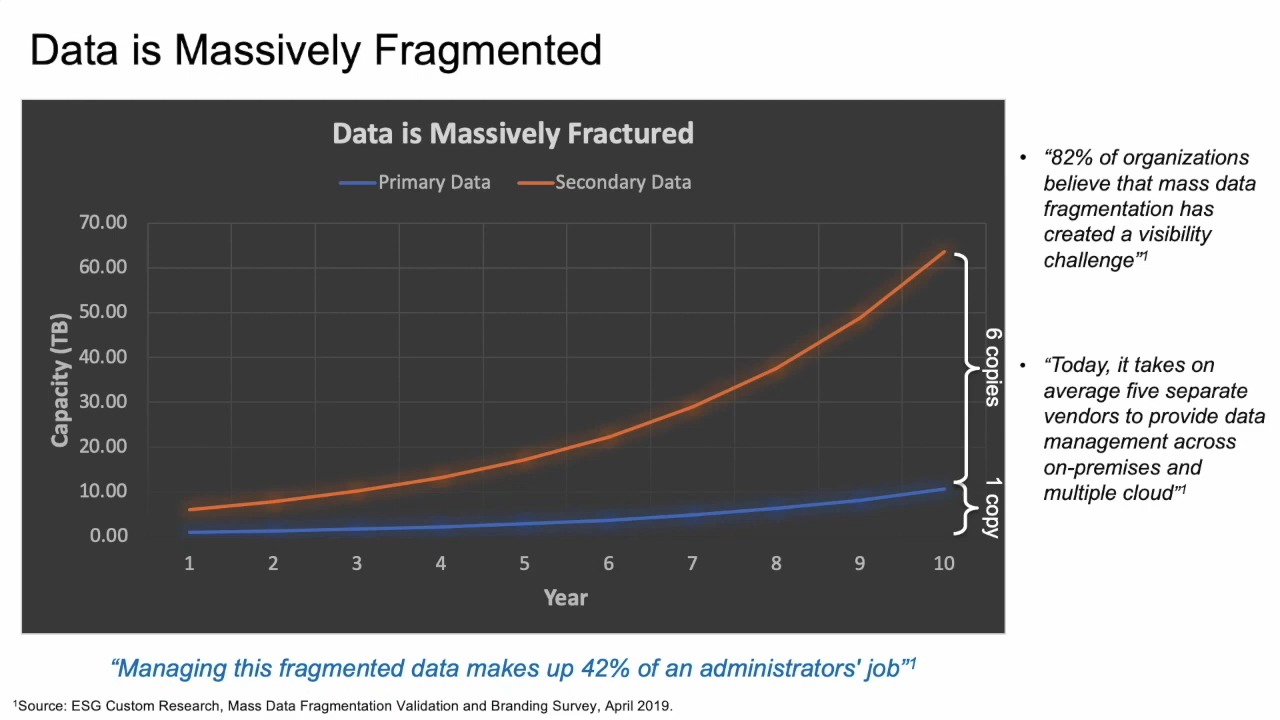 Data is Massively Fragmented
Data is Massively Fractured
Primary Data
Secondary Data
70.00
60.00
50.00
40.00
30.00
20.00
10.00
0.00
Capacity (TB)
1 2 3 4 5 6 7 8 9 10
Year
6 copies
1 copy
• “82% of organizations
believe that mass data
fragmentation has
created a visibility
challenge”1
• “Today, it takes on
average five separate
vendors to provide data
management across
on-premises and
multiple cloud”1
“Managing this fragmented data makes up 42% of an administrators' job”1
1Source: ESG Custom Research, Mass Data Fragmentation Validation and Branding Survey, April 2019.